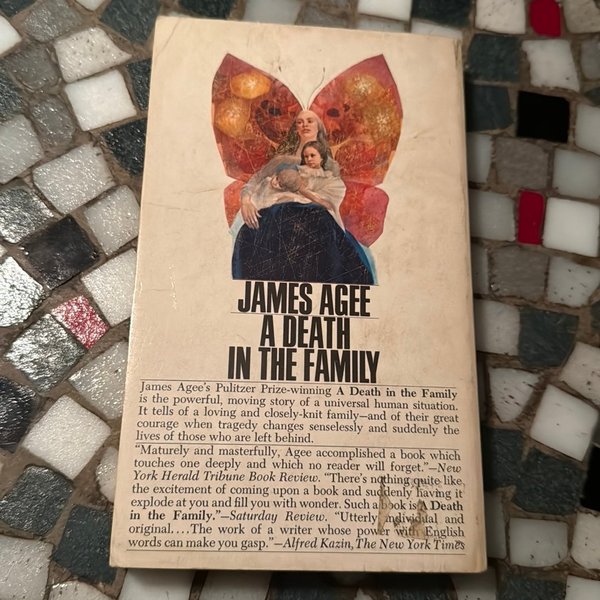 JAMES AGEE
A DEATH
IN THE FAMILY
James Agee's Pulitzer Prize-winning A Death in the Family
is the powerful, moving story of a universal human situation.
It tells of a loving and closely-knit family—and of their great
courage when tragedy changes senselessly and suddenly the
lives of those who are left behind.
"Maturely and masterfully, Agee accomplished a book which
touches one deeply and which no reader will forget."—New
York Herald Tribune Book Review. "There's nothing quite like
the excitement of coming upon a book and suddenly having it
explode at you and fill you with wonder. Such a book is A Death
in the Family."—Saturday Review. "Utterly individual and
original....The work of a writer whose power with English
words can make you gasp."—Alfred Kazin, The New York Times